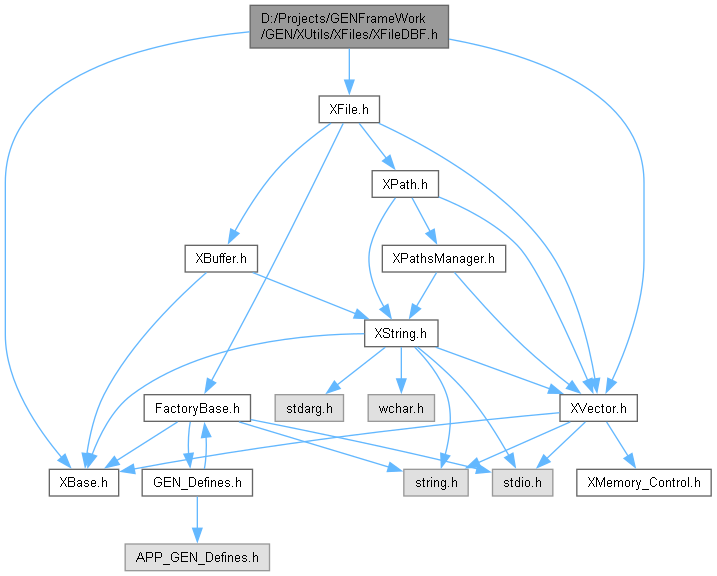 D:/Projects/GENFrameWork
/GEN/XUtils/XFiles/XFileDBF.h
XFile.h
XPath.h
XBuffer.h
XPathsManager.h
XString.h
FactoryBase.h
stdarg.h
wchar.h
XVector.h
XBase.h
GEN_Defines.h
string.h
stdio.h
XMemory_Control.h
APP_GEN_Defines.h